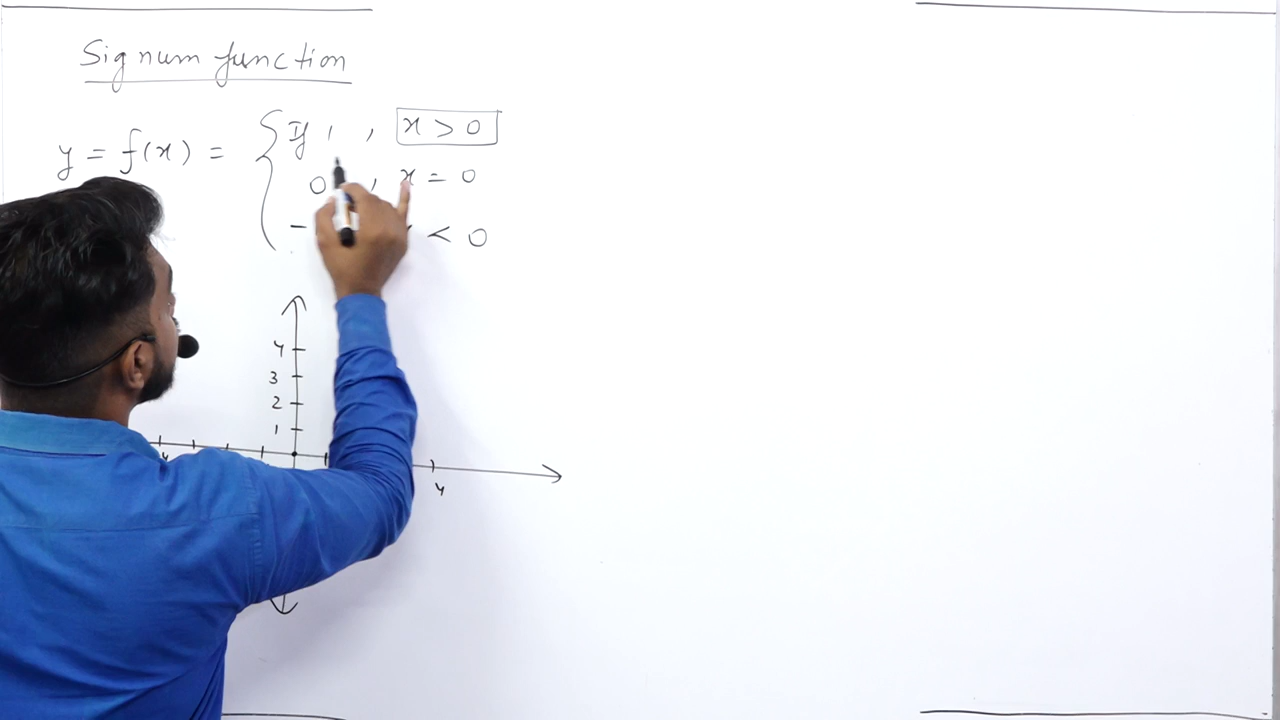 Signum function
y = f(x) = { If 1 , x > 0
0 , x = 0
- < 0
4
3
2
1
4